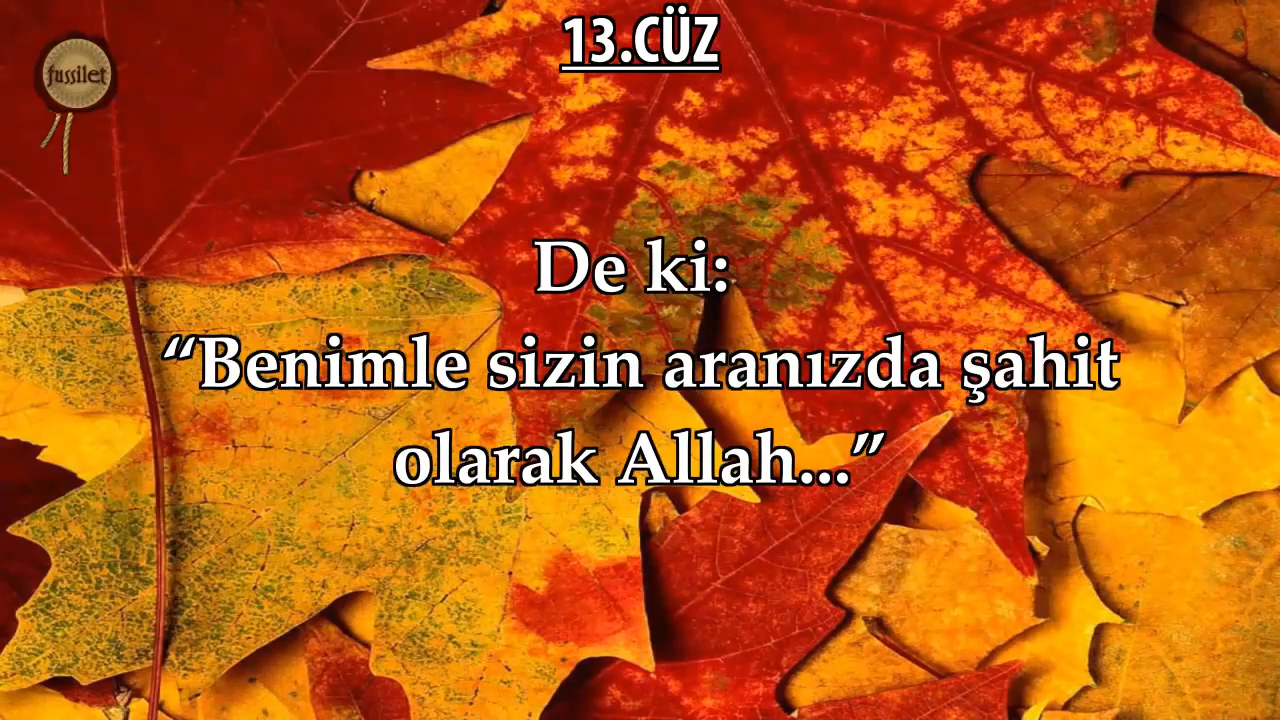 13.CÜZ
fussilet
De ki:
“Benimle sizin aranızda şahit
olarak Allah...”